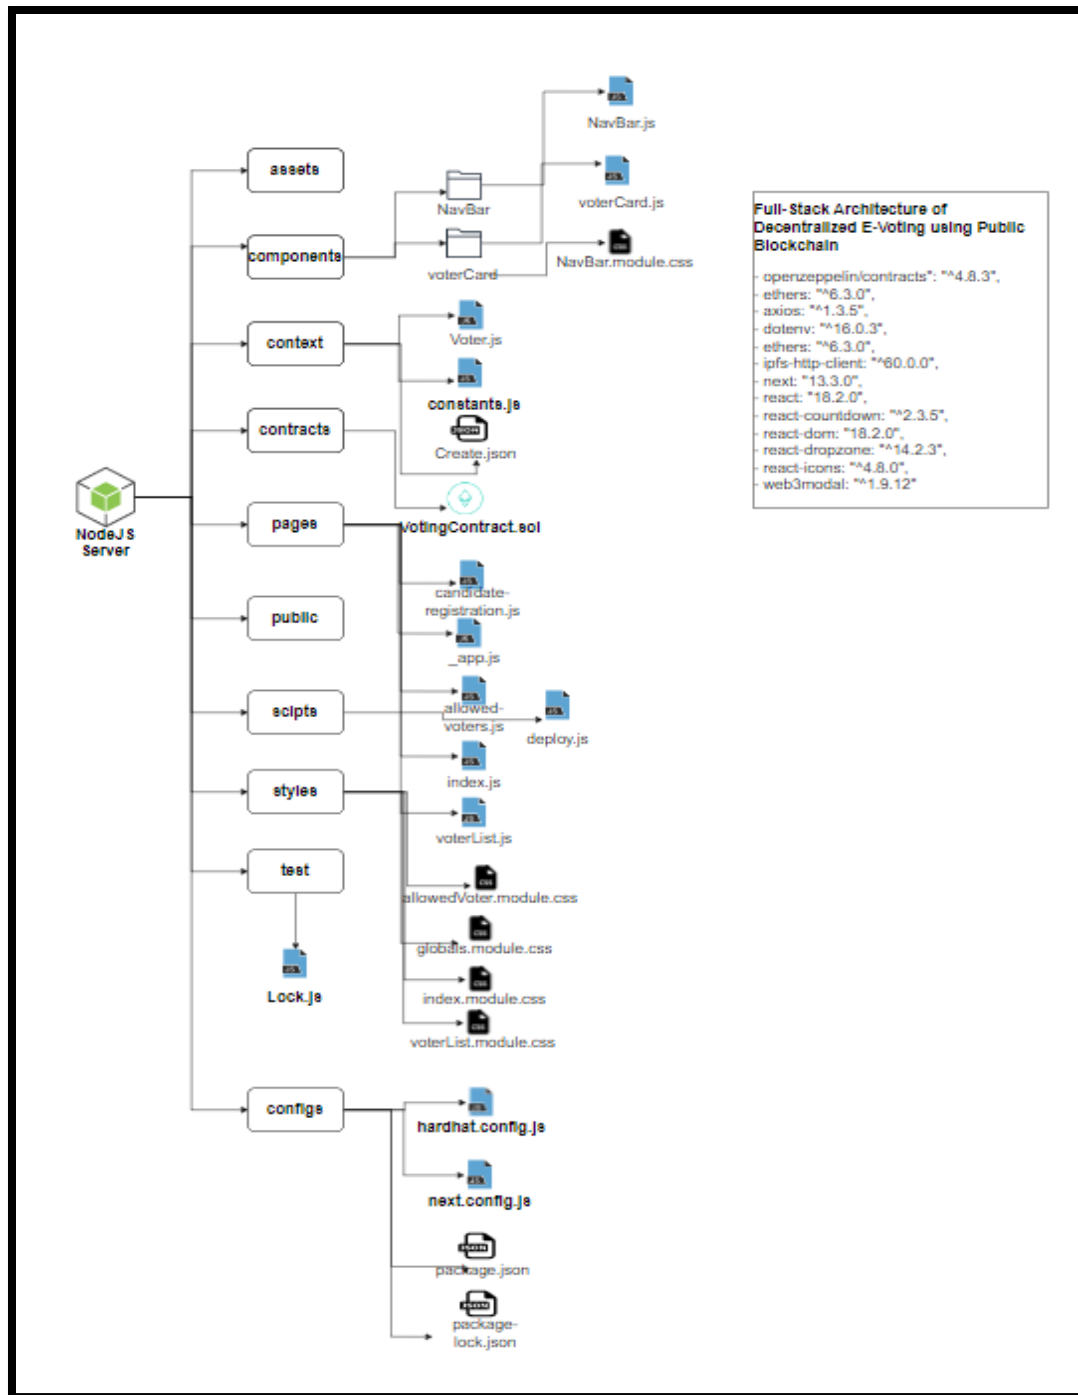 NavBar.js
assets
voterCard.js
NavBar
Full-Stack Architecture of
Decentralized E-Voting using Public
Blockchain
- openzeppelin/contracts": "^4.8.3",
- ethers: "^6.3.0",
- axios: "^1.3.5",
- dotenv: "^16.0.3",
- ethers: "^6.3.0",
- ipfs-http-client: "^60.0.0",
- next: "13.3.0",
- react: "18.2.0",
- react-countdown: "^2.3.5",
- react-dom: "18.2.0",
- react-dropzone: "^14.2.3",
- react-icons: "^4.8.0",
- web3modal: "^1.9.12"
components
voterCard
NavBar.module.css
context
Voter.js
constants.js
contracts
Create.json
NodeJS
Server
pages
VotingContract.sol
candidate-
registration.js
public
_app.js
scipts
allowed-
voters.js
deploy.js
index.js
styles
voterList.js
test
allowedVoter.module.css
globals.module.css
Lock.js
index.module.css
voterList.module.css
configs
hardhat.config.js
next.config.js
package.json
package-
lock.json